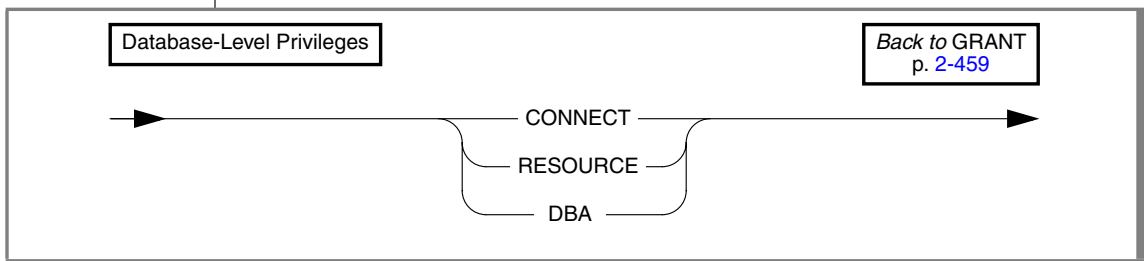 Database-Level Privileges
Back to GRANT
p. 2-459
CONNECT
RESOURCE
DBA